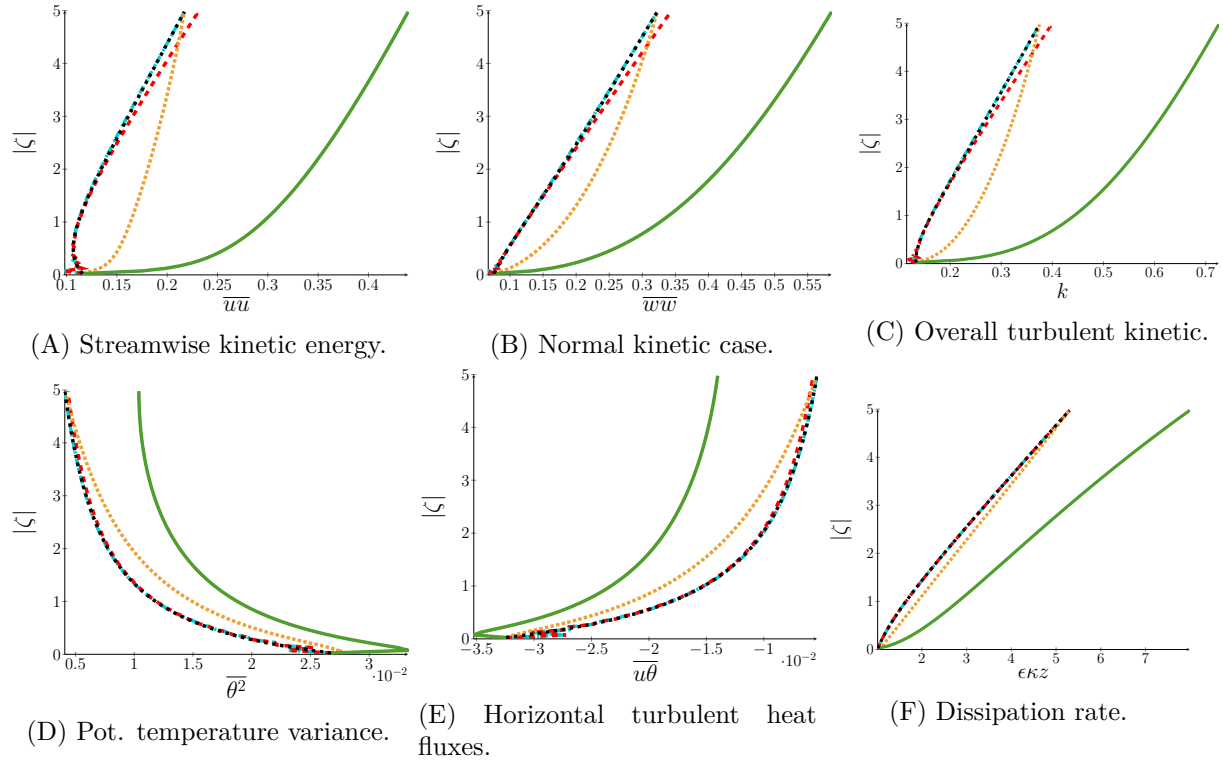 5
4
3
2
1
0
|ζ|
0.1 0.15 0.2 0.25 0.3 0.35 0.4
\overline{uu}
(A) Streamwise kinetic energy.
5
4
3
2
1
0
|ζ|
0.1 0.15 0.2 0.25 0.3 0.35 0.4 0.45 0.5 0.55
\overline{ww}
(B) Normal kinetic case.
5
4
3
2
1
0
|ζ|
0.2 0.3 0.4 0.5 0.6 0.7
k
(C) Overall turbulent kinetic.
5
4
3
2
1
0
|ζ|
0.5 1 1.5 2 2.5 3
\overline{θ^2}
·10^{−2}
(D) Pot. temperature variance.
5
4
3
2
1
0
|ζ|
−3.5 −3 −2.5 −2 −1.5 −1
\overline{uθ}
·10^{−2}
(E) Horizontal turbulent heat
fluxes.
5
4
3
2
1
0
|ζ|
2 3 4 5 6 7
ϵκz
(F) Dissipation rate.